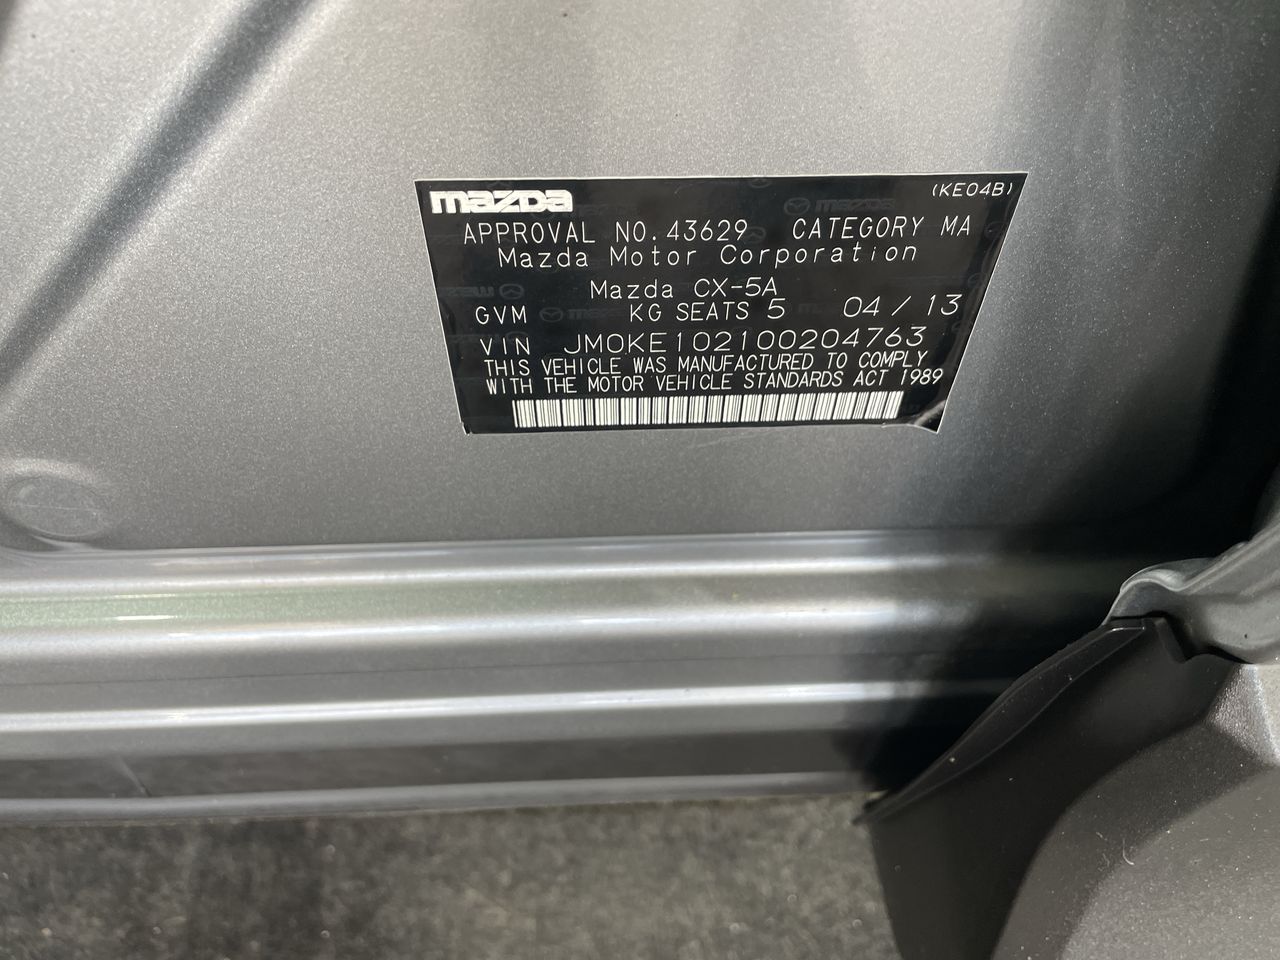 mazda (KE04B)
APPROVAL NO. 43629 CATEGORY MA
Mazda Motor Corporation
Mazda CX-5A
GVM KG SEATS 5 04 / 13
VIN JM0KE102100204763
THIS VEHICLE WAS MANUFACTURED TO COMPLY
WITH THE MOTOR VEHICLE STANDARDS ACT 1989